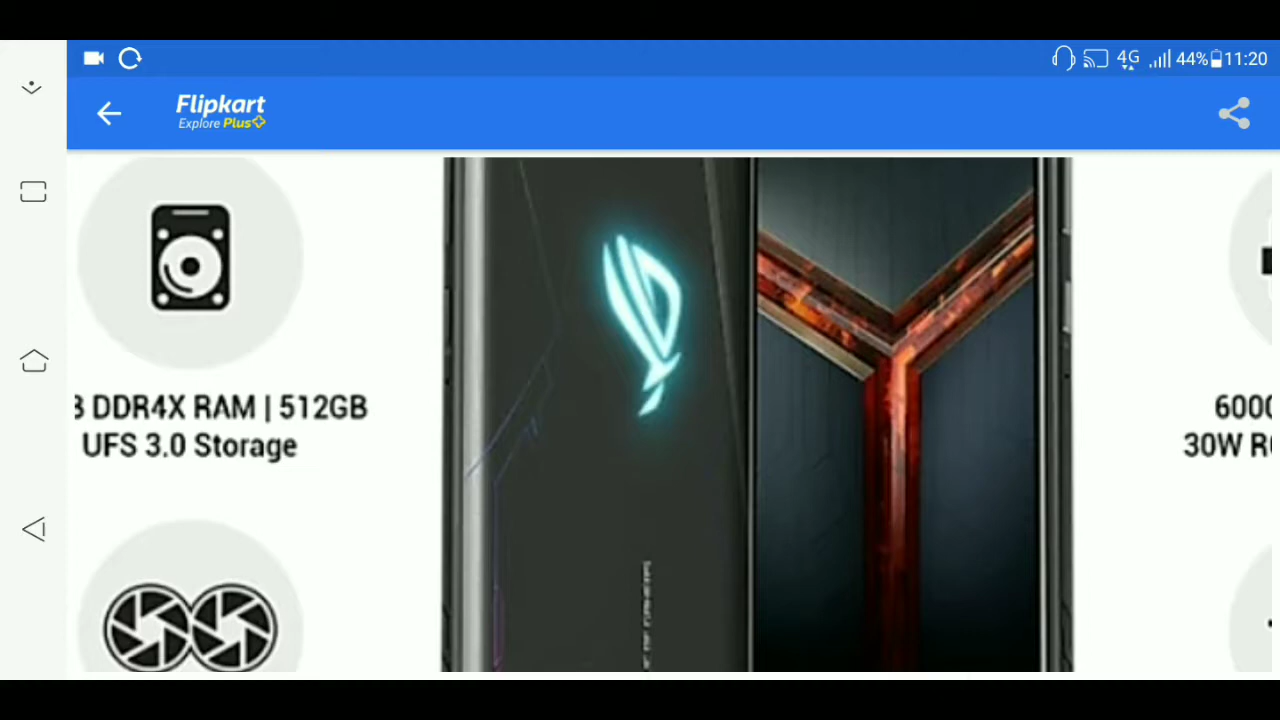 4G 44% 11:20
Flipkart
Explore Plus
B DDR4X RAM | 512GB
UFS 3.0 Storage
6000
30W R